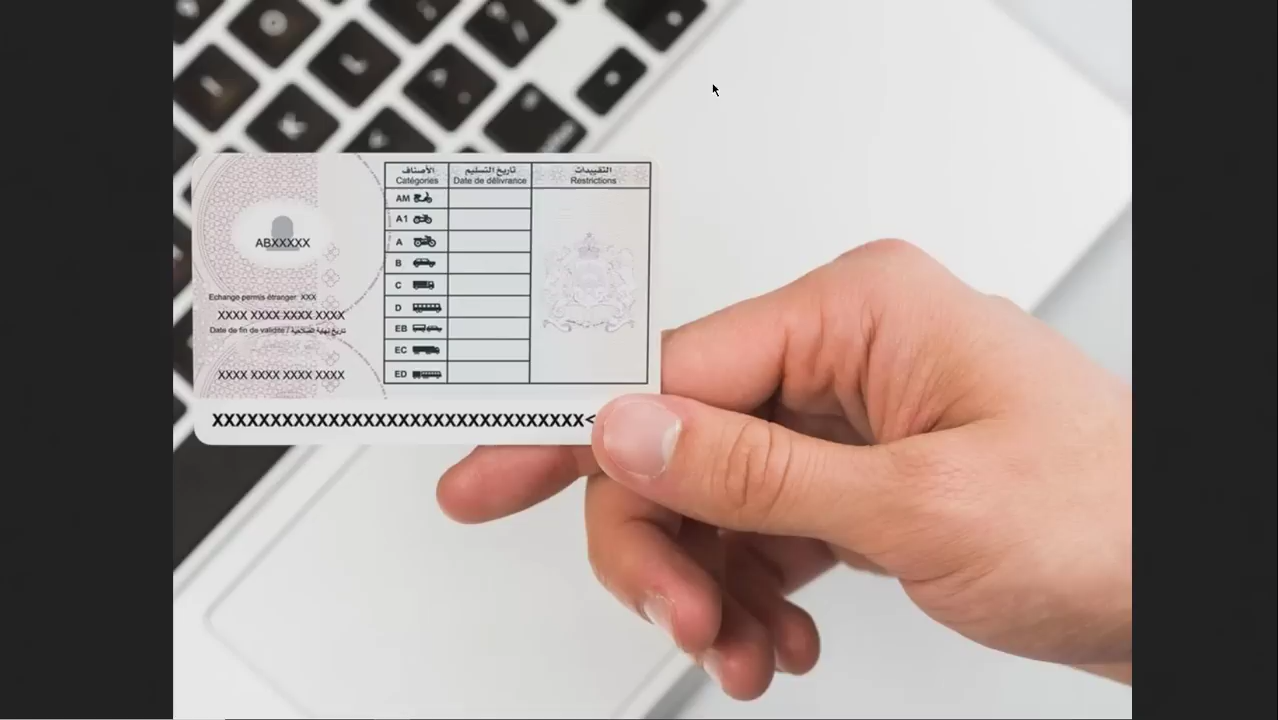 الأصناف
Catégories
تاريخ التسليم
Date de délivrance
التقييدات
Restrictions
AM
A1
A
B
C
D
EB
EC
ED
ABXXXXX
Echange permis étranger XXX
XXXX XXXX XXXX XXXX
Date de fin de validité / تاريخ نهاية الصلاحية
XXXX XXXX XXXX XXXX
XXXXXXXXXXXXXXXXXXXXXXXXXXXXXXXX<
K
L